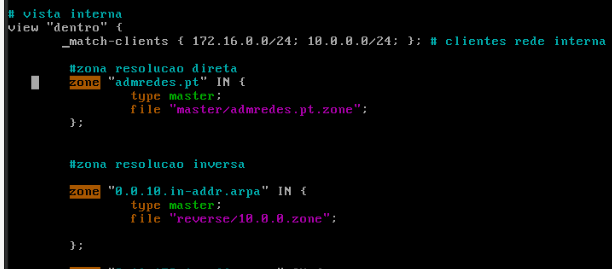 # vista interna
view "dentro" {
_match-clients { 172.16.0.0/24; 10.0.0.0/24; }; # clientes rede interna
#zona resolucao direta
zone "admredes.pt" IN {
type master;
file "master/admredes.pt.zone";
};
#zona resolucao inversa
zone "0.0.10.in-addr.arpa" IN {
type master;
file "reverse/10.0.0.zone";
};